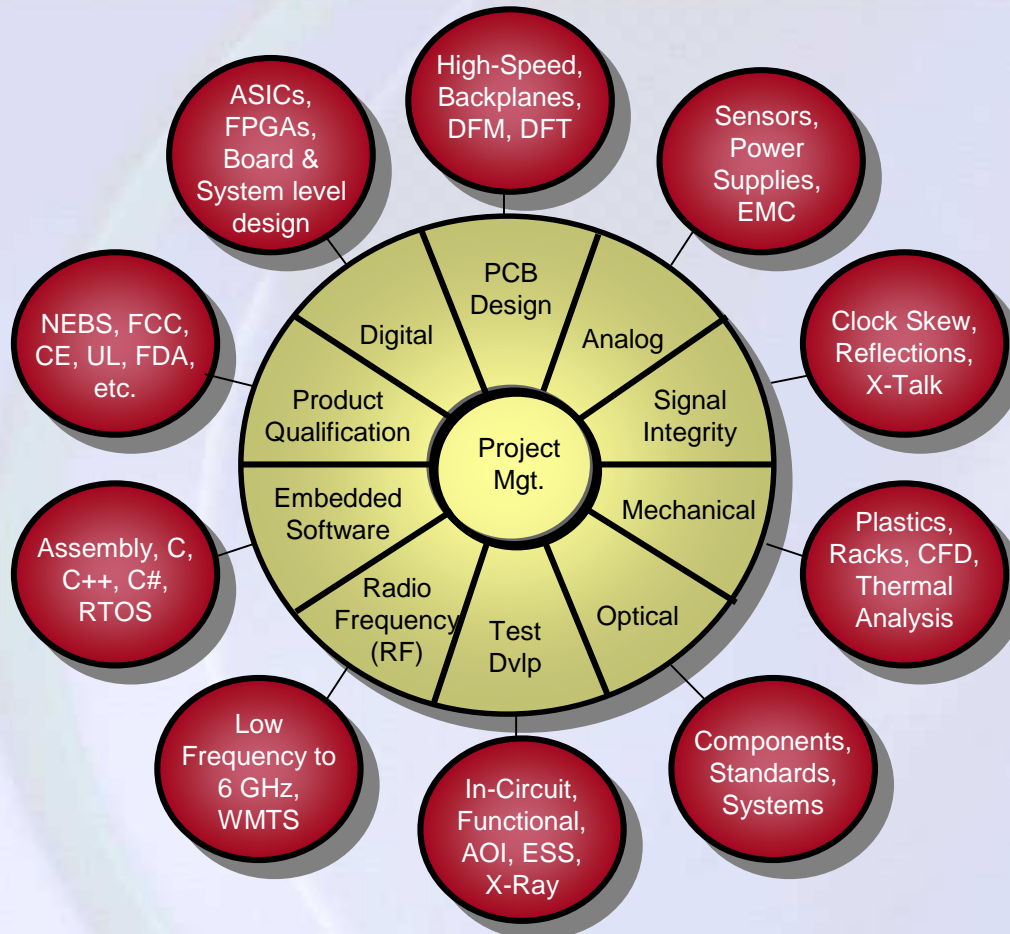 High-Speed,
Backplanes,
DFM, DFT
Sensors,
Power
Supplies,
EMC
Clock Skew,
Reflections,
X-Talk
Plastics,
Racks, CFD,
Thermal
Analysis
Components,
Standards,
Systems
In-Circuit,
Functional,
AOI, ESS,
X-Ray
Low
Frequency to
6 GHz,
WMTS
Assembly, C,
C++, C#,
RTOS
NEBS, FCC,
CE, UL, FDA,
etc.
ASICs,
FPGAs,
Board &
System level
design
PCB
Design
Analog
Signal
Integrity
Mechanical
Optical
Test
Dvlp
Radio
Frequency
(RF)
Embedded
Software
Product
Qualification
Digital
Project
Mgt.